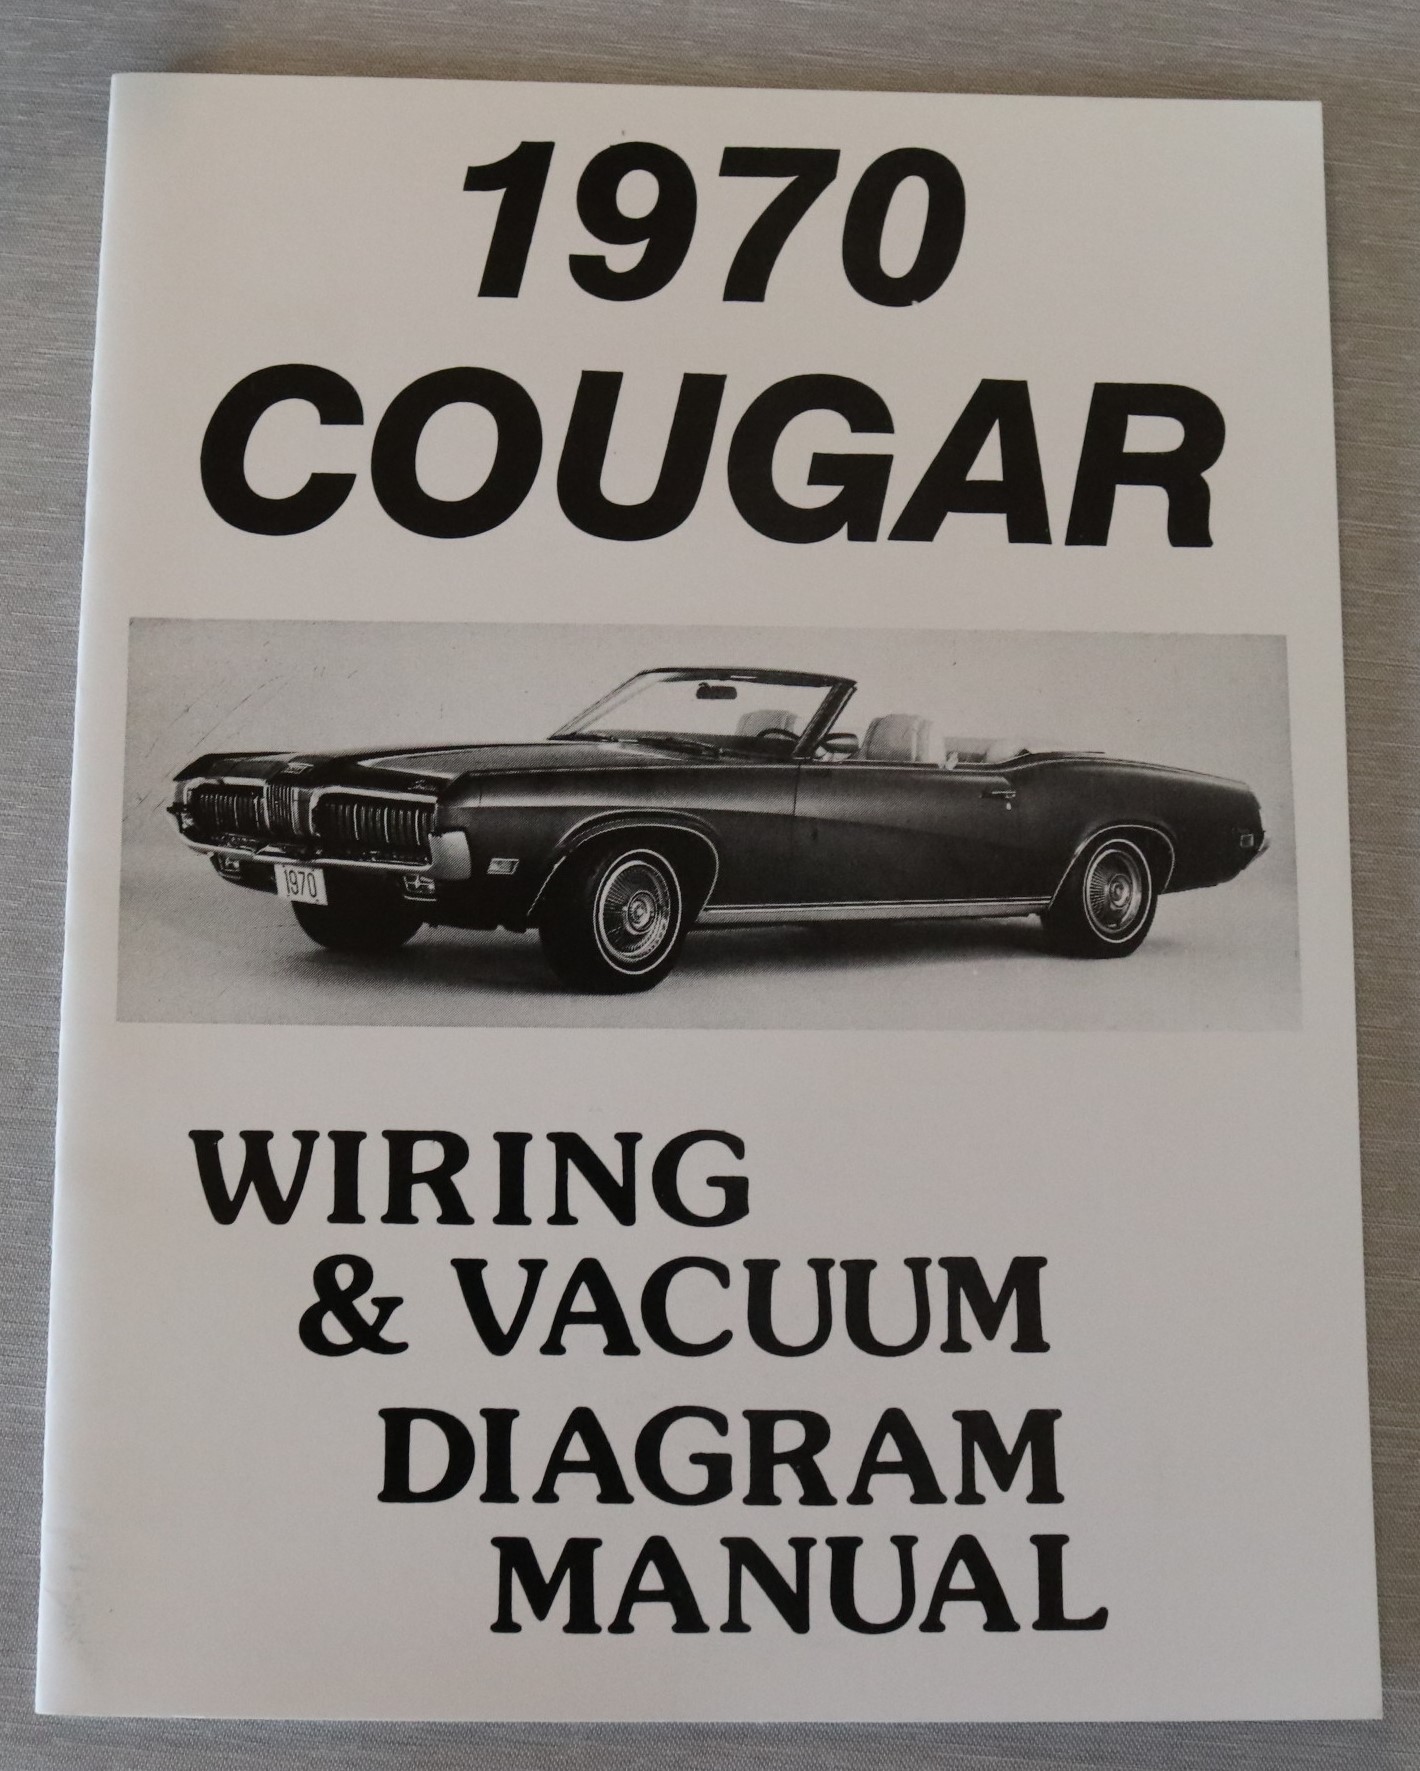 1970
COUGAR
1970
WIRING
& VACUUM
DIAGRAM
MANUAL